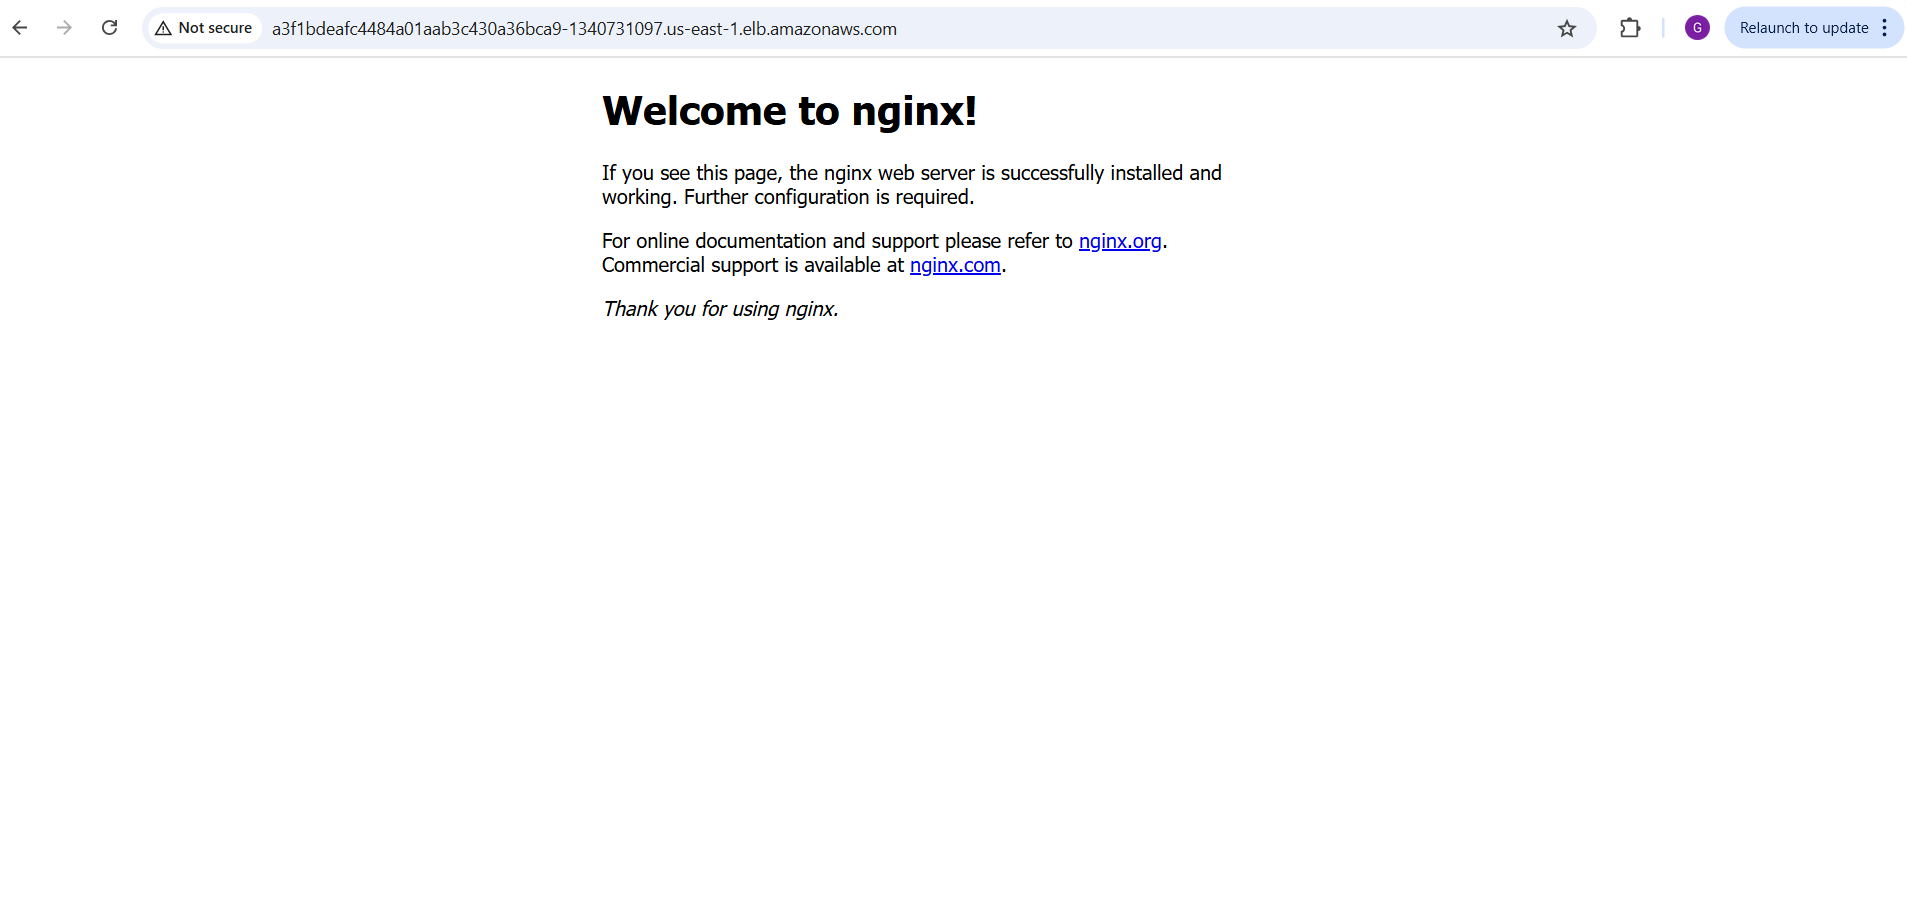 Not secure
a3f1bdeafc4484a01aab3c430a36bca9-1340731097.us-east-1.elb.amazonaws.com
G
Relaunch to update
Welcome to nginx!
If you see this page, the nginx web server is successfully installed and
working. Further configuration is required.
For online documentation and support please refer to nginx.org.
Commercial support is available at nginx.com.
Thank you for using nginx.